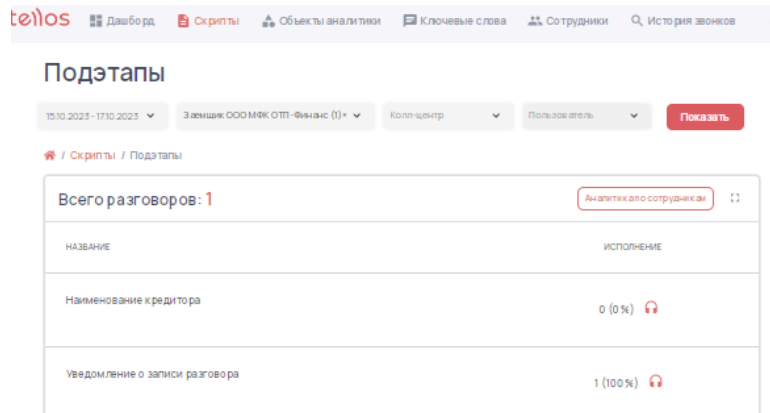 tellos Дашборд Скрипты Объекты аналитики Ключевые слова Сотрудники История звонков
Подэтапы
15.10.2023 - 17.10.2023 Заемщик ООО МФК ОТП-Финанс (1) × Колл-центр Пользователь Показать
/ Скрипты / Подэтапы
Всего разговоров: 1 Аналитика по сотрудникам
НАЗВАНИЕ ИСПОЛНЕНИЕ
Наименование кредитора 0 (0%)
Уведомление о записи разговора 1 (100%)